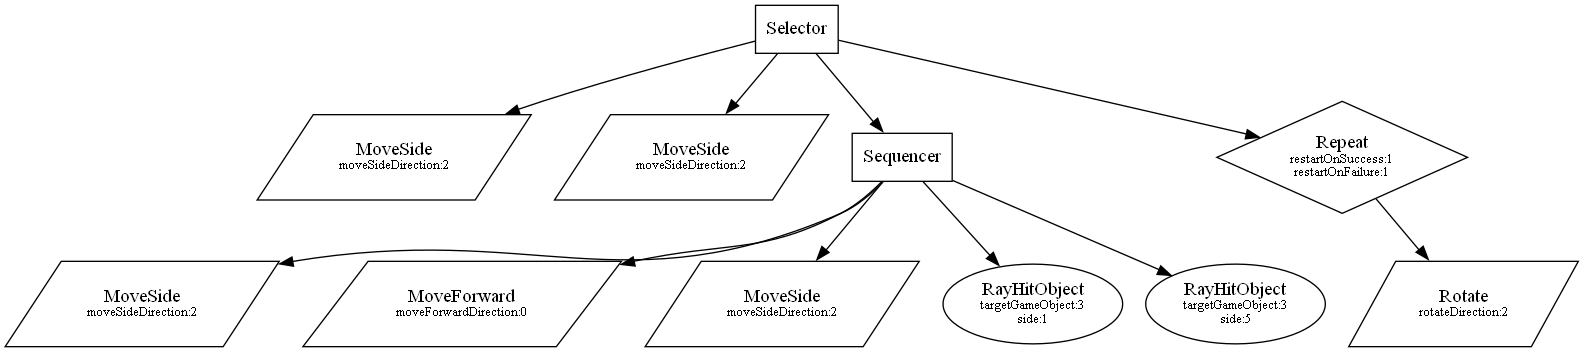 Selector
MoveSide
moveSideDirection:2
MoveSide
moveSideDirection:2
Sequencer
Repeat
restartOnSuccess:1
restartOnFailure:1
MoveSide
moveSideDirection:2
MoveForward
moveForwardDirection:0
MoveSide
moveSideDirection:2
RayHitObject
targetGameObject:3
side:1
RayHitObject
targetGameObject:3
side:5
Rotate
rotateDirection:2